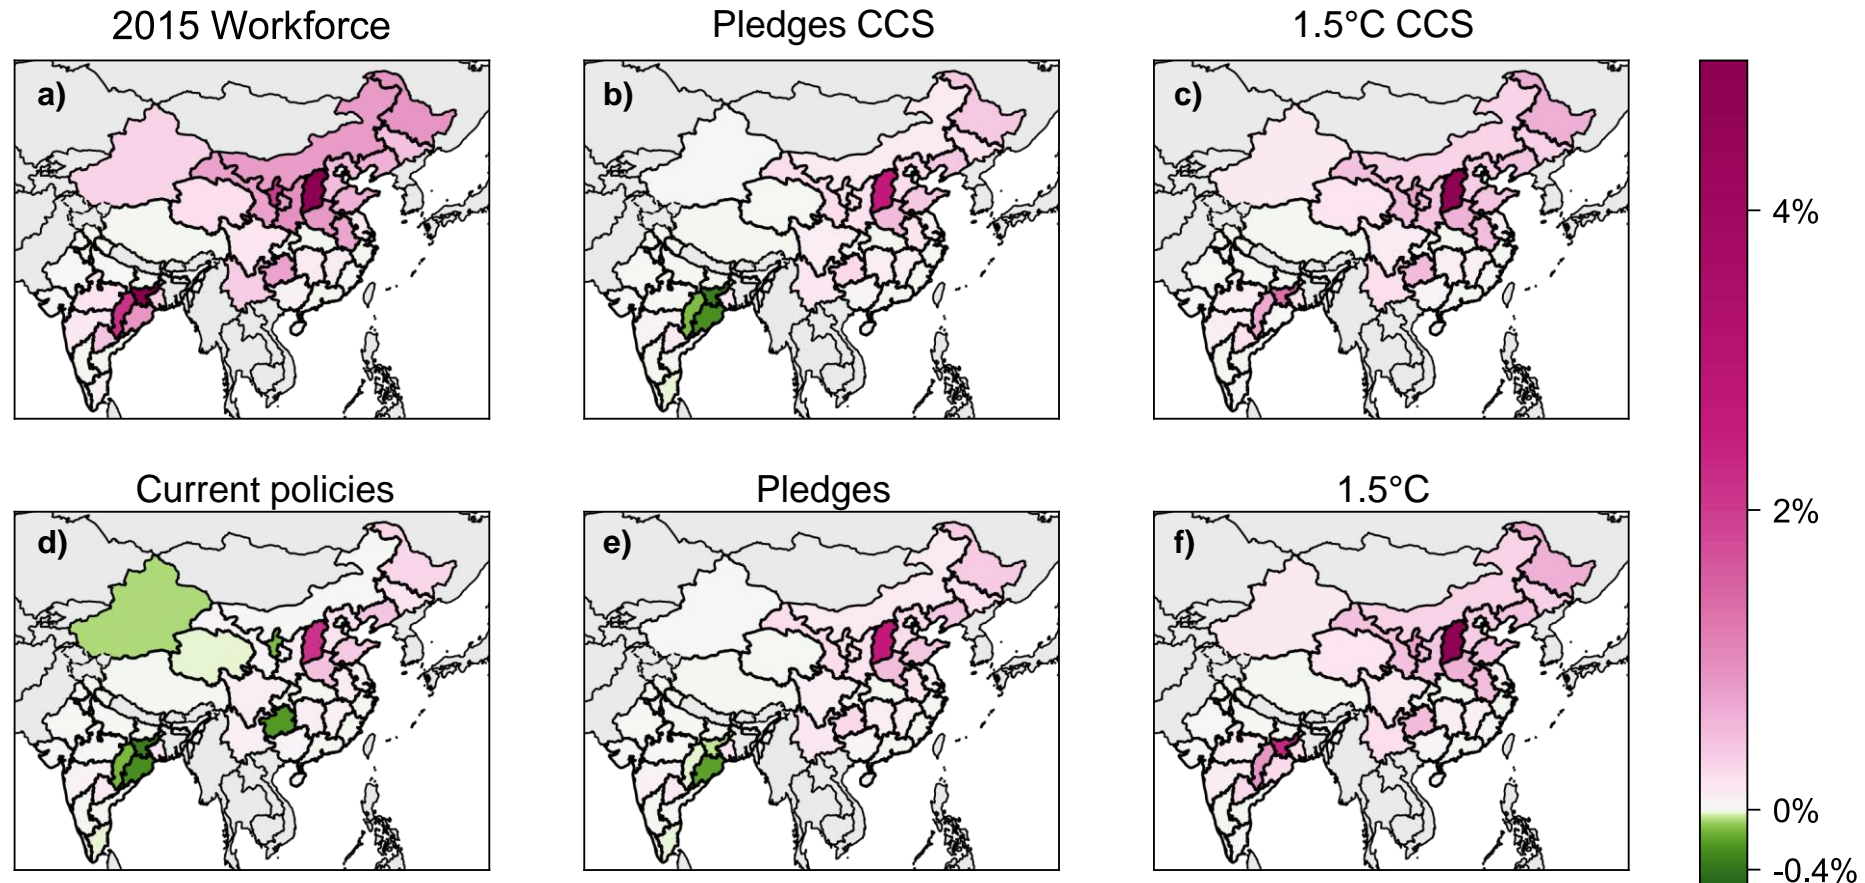 2015 Workforce
Pledges CCS
1.5°C CCS
a)
b)
c)
Current policies
Pledges
1.5°C
d)
e)
f)
4%
2%
0%
-0.4%